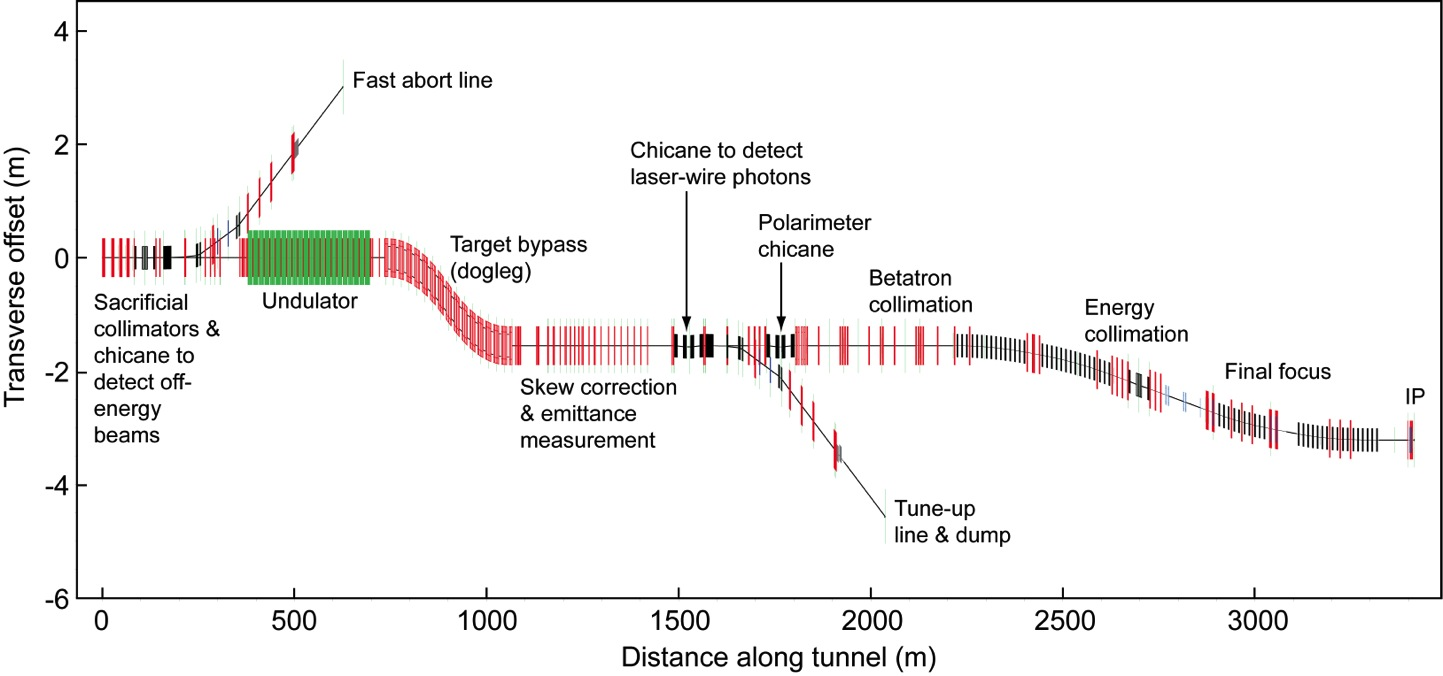 4
2
0
-2
-4
-6
Transverse offset (m)
Fast abort line
Sacrificial
collimators &
chicane to
detect off-
energy
beams
Undulator
Target bypass
(dogleg)
Skew correction
& emittance
measurement
Chicane to detect
laser-wire photons
Polarimeter
chicane
Betatron
collimation
Tune-up
line & dump
Energy
collimation
Final focus
IP
0
500
1000
1500
2000
2500
3000
Distance along tunnel (m)